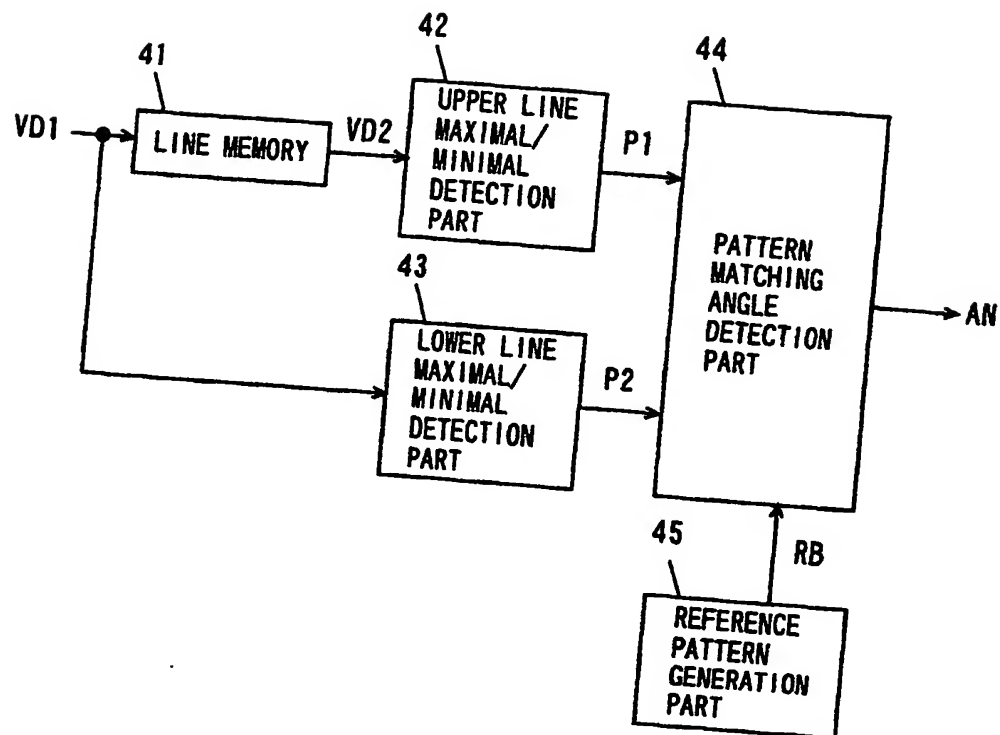 41
VD1
LINE MEMORY
VD2
42
UPPER LINE
MAXIMAL/
MINIMAL
DETECTION
PART
P1
44
PATTERN
MATCHING
ANGLE
DETECTION
PART
AN
43
LOWER LINE
MAXIMAL/
MINIMAL
DETECTION
PART
P2
45
RB
REFERENCE
PATTERN
GENERATION
PART